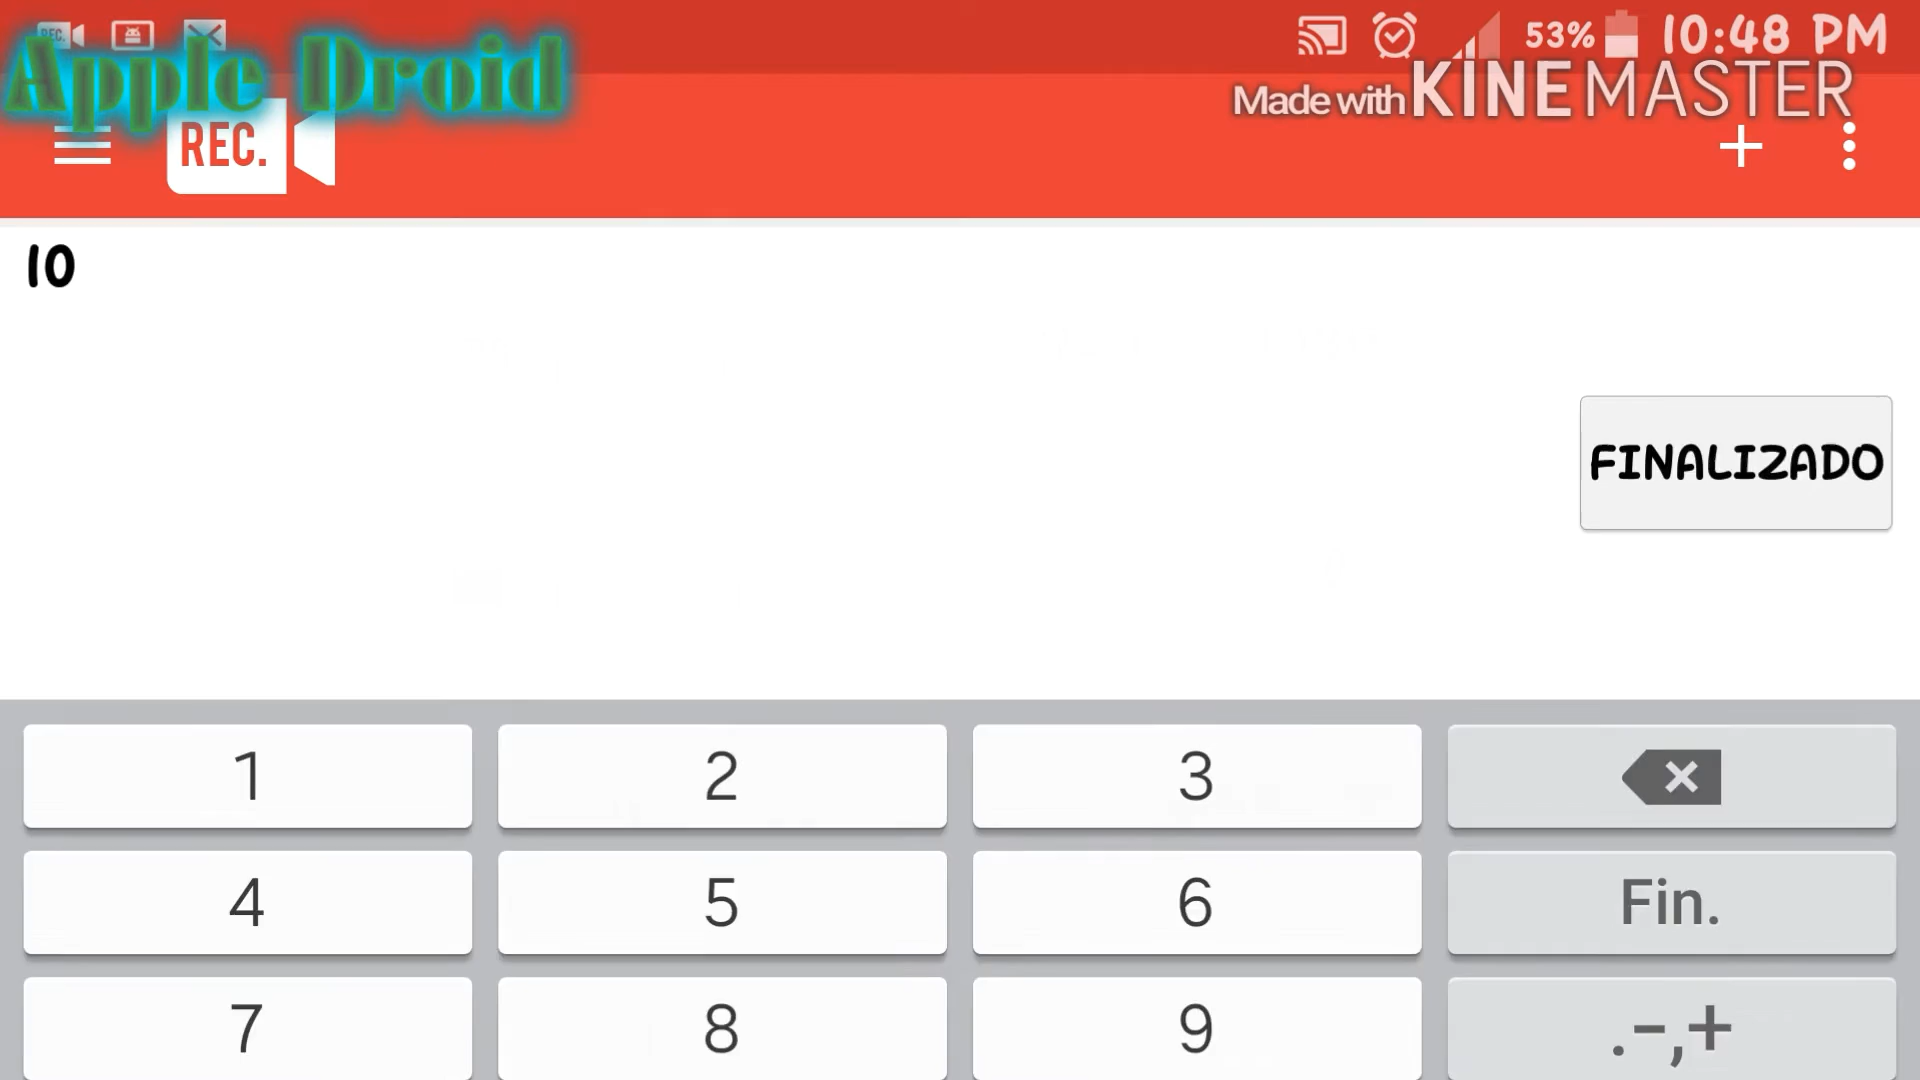 REC.
53% 10:48 PM
Apple Droid
Made with KINEMASTER
REC.
10
FINALIZADO
1 2 3
4 5 6 Fin.
7 8 9 .-,+